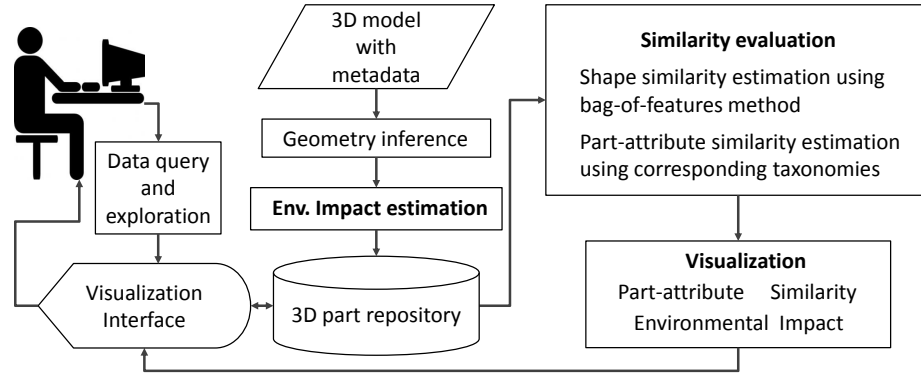 3D model
with
metadata
Geometry inference
Env. Impact estimation
3D part repository
Data query
and
exploration
Visualization
Interface
Similarity evaluation
Shape similarity estimation using
bag-of-features method
Part-attribute similarity estimation
using corresponding taxonomies
Visualization
Part-attribute Similarity
Environmental Impact